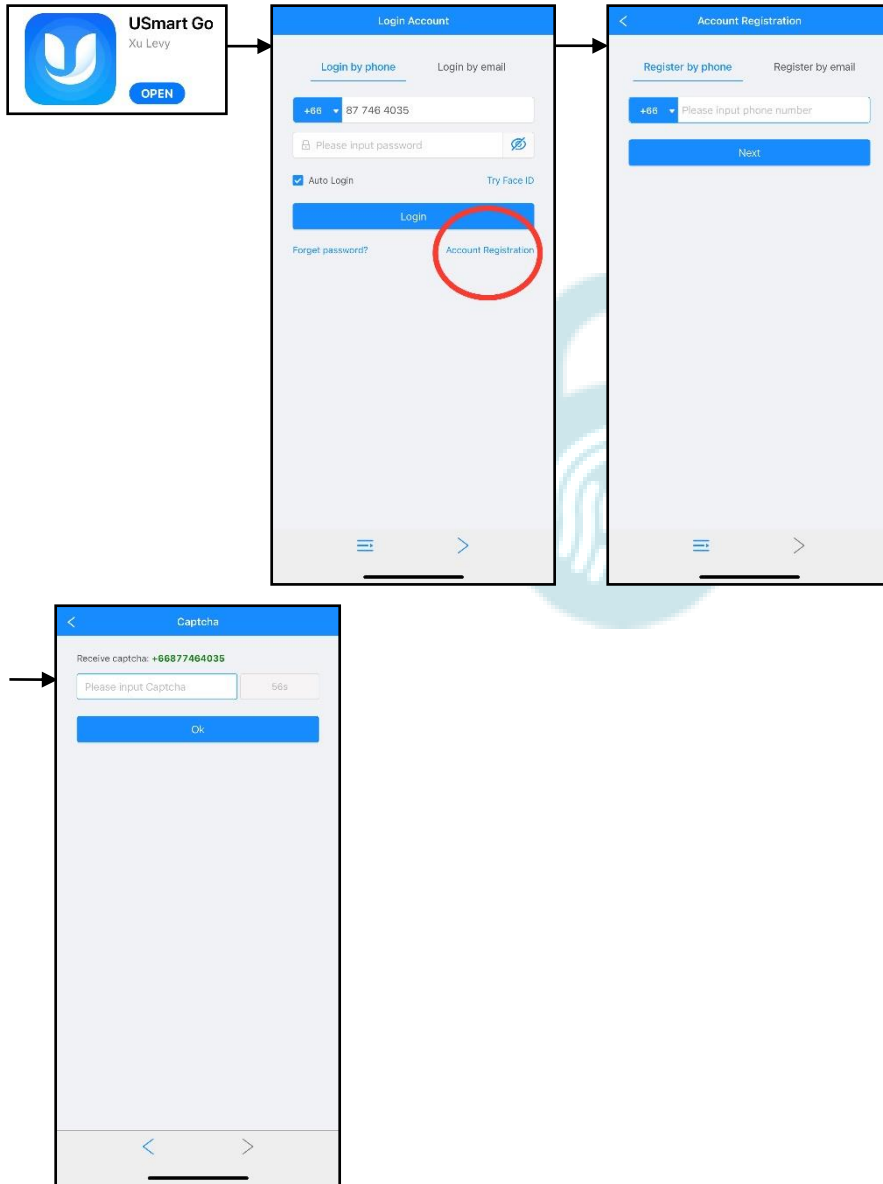 USmart Go
Xu Levy
OPEN
Login Account
Login by phone Login by email
+66 87 746 4035
Please input password
Auto Login Try Face ID
Login
Forget password? Account Registration
Account Registration
Register by phone Register by email
+66 Please input phone number
Next
Captcha
Receive captcha: +66877464035
Please input Captcha 56s
Ok